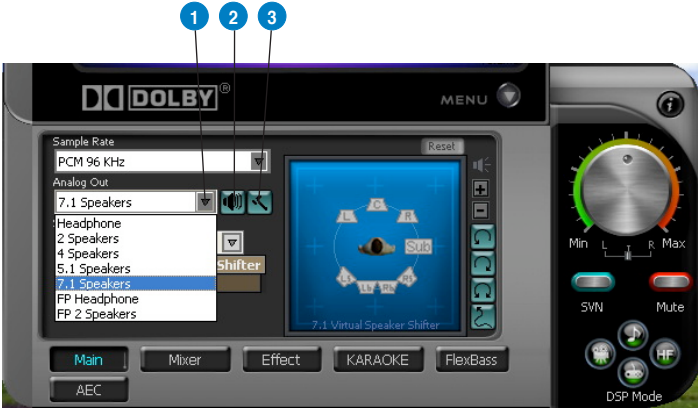 1 2 3
DOLBY®
MENU
i
Sample Rate
PCM 96 KHz
Reset
Analog Out
7.1 Speakers
Headphone
2 Speakers
4 Speakers
5.1 Speakers
7.1 Speakers
FP Headphone
FP 2 Speakers
Shifter
C
L R
Sub
Ls Rs
Lb Rb
7.1 Virtual Speaker Shifter
Min L R Max
SVN Mute
HF
DSP Mode
Main Mixer Effect KARAOKE FlexBass
AEC